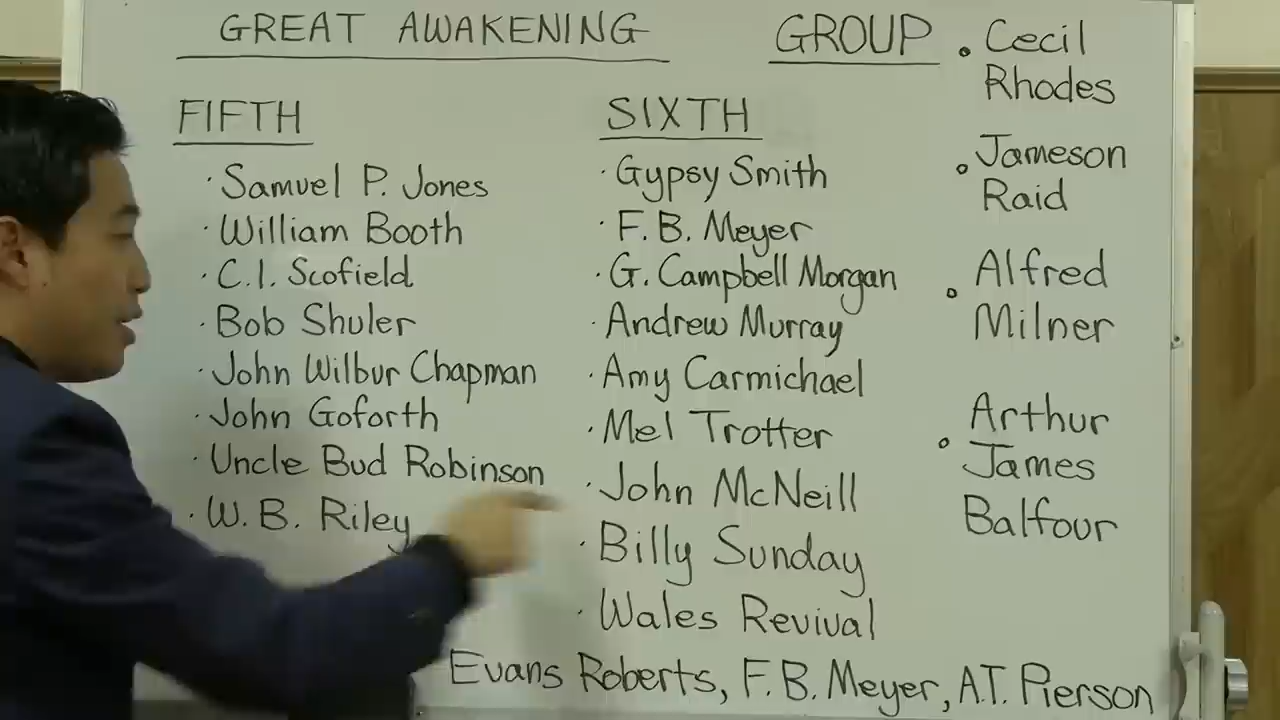 GREAT AWAKENING
FIFTH
· Samuel P. Jones
· William Booth
· C.I. Scofield
· Bob Shuler
· John Wilbur Chapman
· John Goforth
· Uncle Bud Robinson
· W. B. Riley
SIXTH
· Gypsy Smith
· F. B. Meyer
· G. Campbell Morgan
· Andrew Murray
· Amy Carmichael
· Mel Trotter
· John McNeill
· Billy Sunday
· Wales Revival
Evans Roberts, F. B. Meyer, A.T. Pierson
GROUP
• Cecil
Rhodes
• Jameson
Raid
• Alfred
Milner
• Arthur
James
Balfour